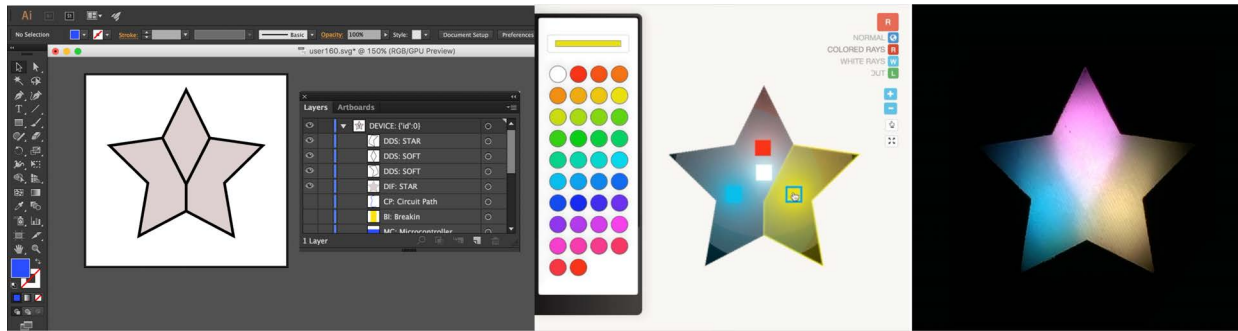 Ai
No Selection
Stroke:
Basic
Opacity:
100%
Style:
Document Setup
Preferences
user160.svg* @ 150% (RGB/GPU Preview)
Layers
Artboards
DEVICE: {'id':0}
DDS: STAR
DDS: SOFT
DDS: SOFT
DIF: STAR
CP: Circuit Path
BI: Breakin
MC: Microcontroller
1 Layer
R
NORMAL
COLORED RAYS R
WHITE RAYS W
OUT L